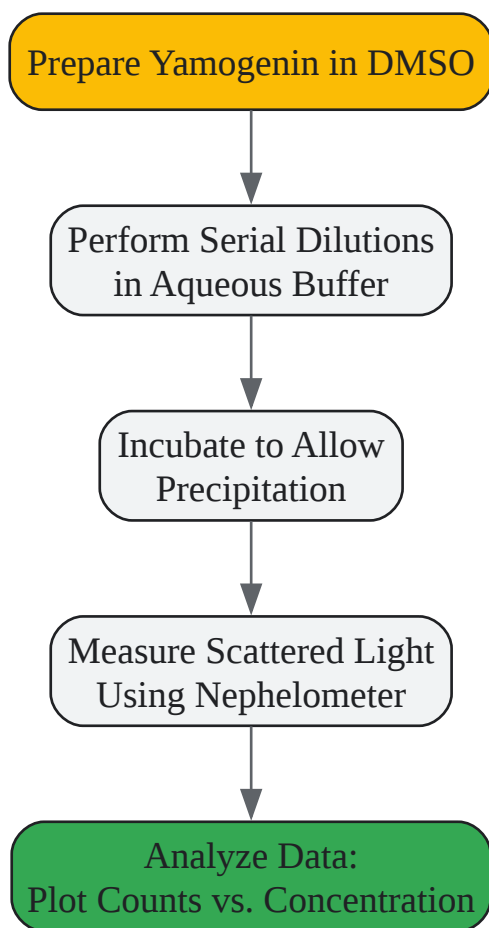 Prepare Yamogenin in DMSO
Perform Serial Dilutions
in Aqueous Buffer
Incubate to Allow
Precipitation
Measure Scattered Light
Using Nephelometer
Analyze Data:
Plot Counts vs. Concentration